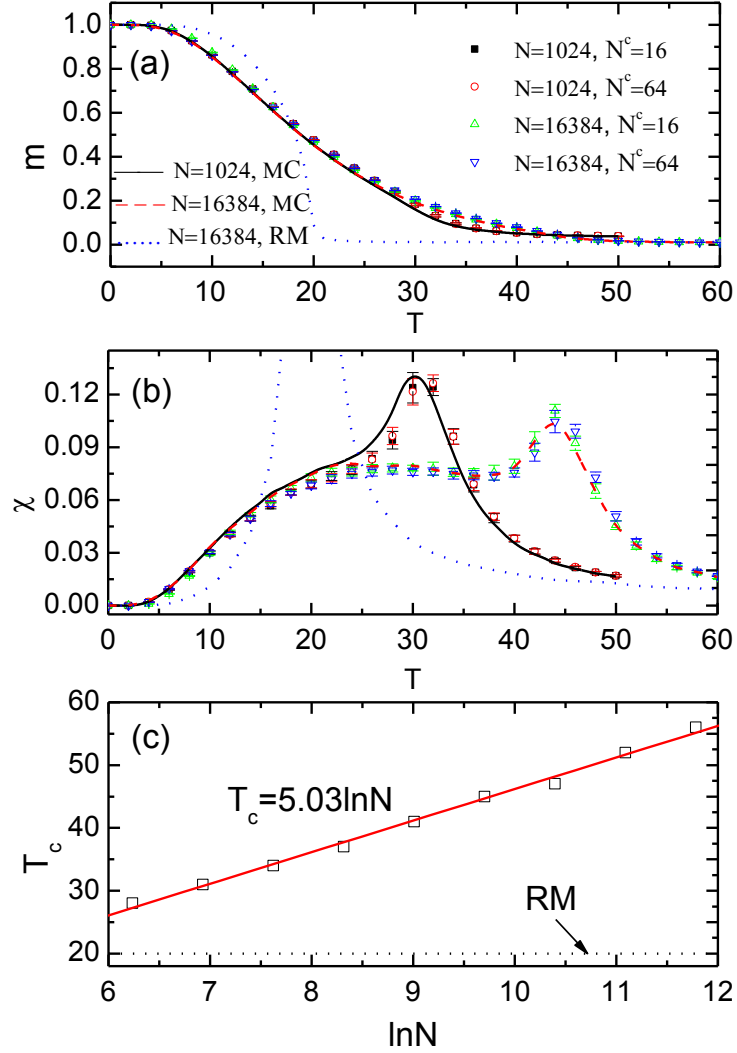 1.0
0.8
0.6
0.4
0.2
0.0
m
(a)
N=1024, N^c=16
N=1024, N^c=64
N=16384, N^c=16
N=16384, N^c=64
N=1024, MC
N=16384, MC
N=16384, RM
0 10 20 30 40 50 60
T
(b)
0.12
0.09
0.06
0.03
0.00
χ
0 10 20 30 40 50 60
T
(c)
60
50
40
30
20
T_c
T_c=5.03lnN
RM
6 7 8 9 10 11 12
lnN